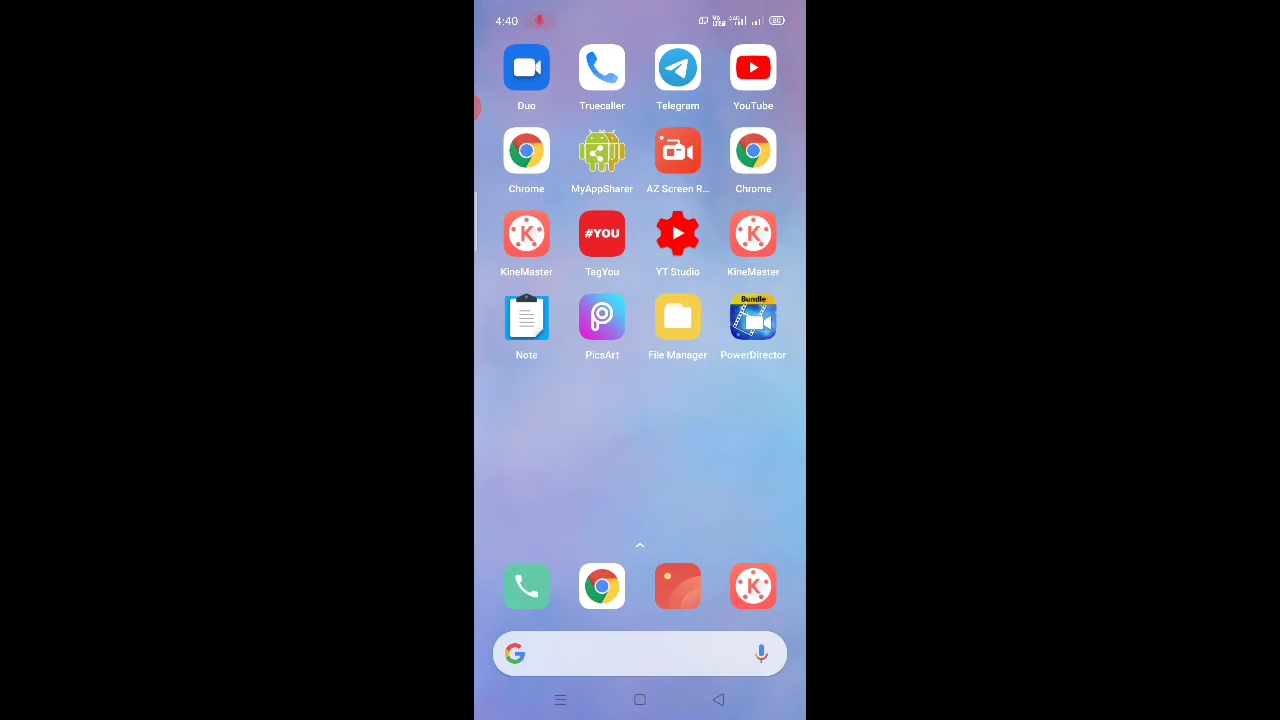 4:40 80
Duo Truecaller Telegram YouTube
Chrome MyAppSharer AZ Screen R... Chrome
#YOU
KineMaster TagYou YT Studio KineMaster
Bundle
Note PicsArt File Manager PowerDirector